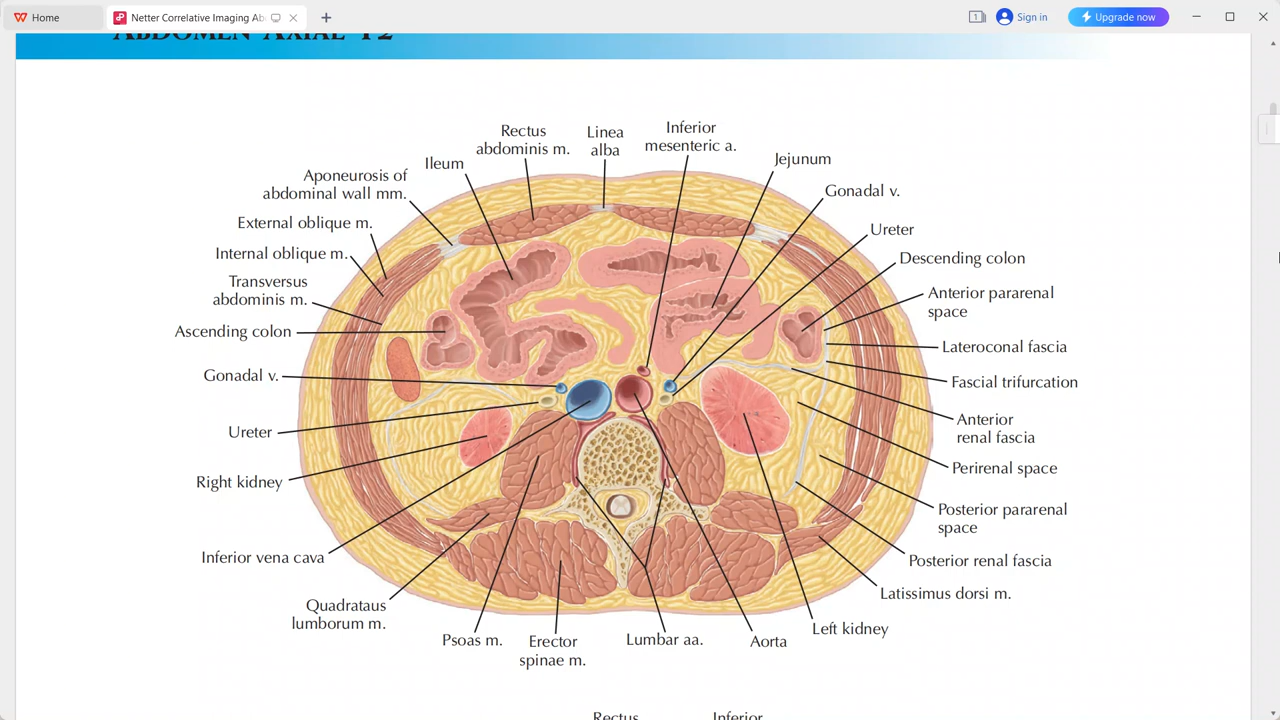 Home
Netter Correlative Imaging Ab
1
Sign in
Upgrade now
ABDOMEN AXIAL 12
Rectus
abdominis m.
Linea
alba
Inferior
mesenteric a.
Ileum
Jejunum
Aponeurosis of
abdominal wall mm.
Gonadal v.
External oblique m.
Ureter
Internal oblique m.
Descending colon
Transversus
abdominis m.
Anterior pararenal
space
Ascending colon
Lateroconal fascia
Gonadal v.
Fascial trifurcation
Ureter
Anterior
renal fascia
Right kidney
Perirenal space
Posterior pararenal
space
Inferior vena cava
Posterior renal fascia
Latissimus dorsi m.
Quadrataus
lumborum m.
Psoas m.
Erector
spinae m.
Lumbar aa.
Aorta
Left kidney
Rectus
Inferior